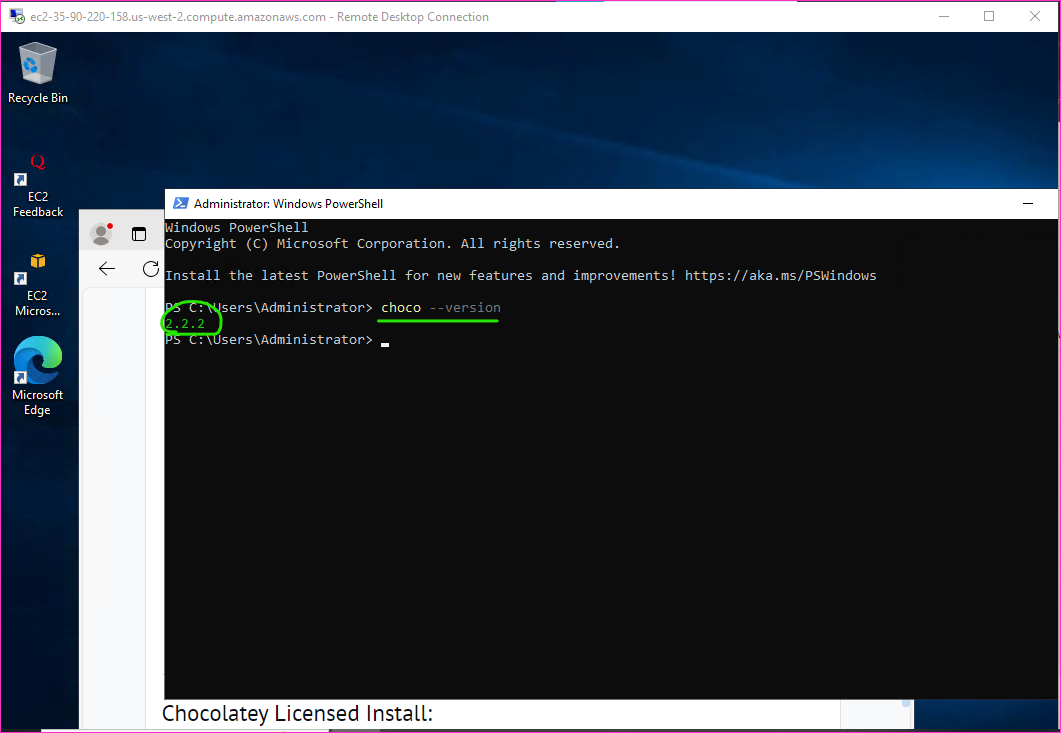 ec2-35-90-220-158.us-west-2.compute.amazonaws.com - Remote Desktop Connection
Recycle Bin
EC2
Feedback
EC2
Micros...
Microsoft
Edge
Administrator: Windows PowerShell
Windows PowerShell
Copyright (C) Microsoft Corporation. All rights reserved.
Install the latest PowerShell for new features and improvements! https://aka.ms/PSWindows
PS C:\Users\Administrator> choco --version
2.2.2
PS C:\Users\Administrator>
Chocolatey Licensed Install: